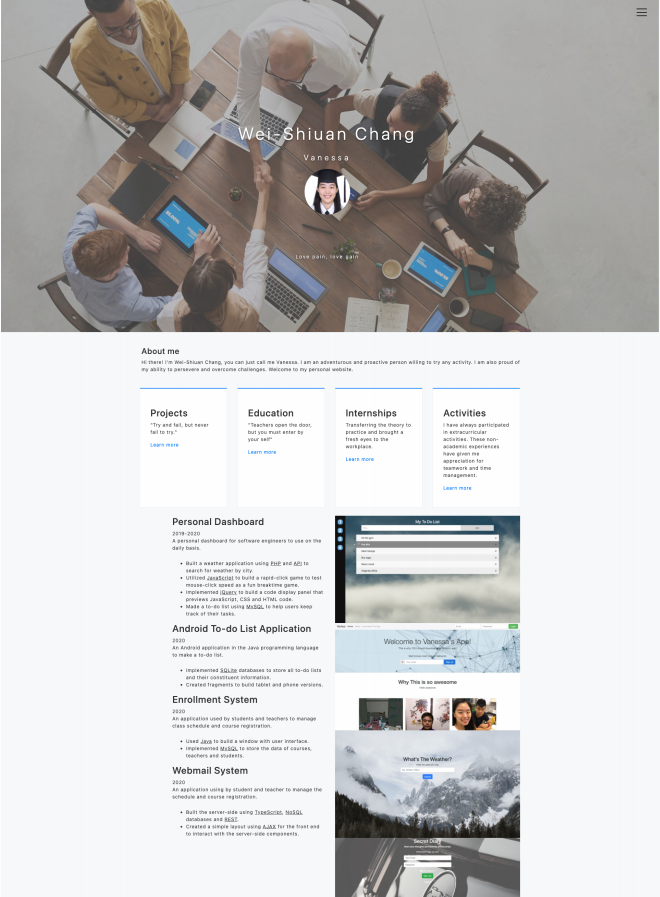 Wei-Shiuan Chang
Vanessa
Love pain, love gain
About me
Hi there! I'm Wei-Shiuan Chang, you can just call me Vanessa. I am an adventurous and proactive person willing to try any activity. I am also proud of
my ability to persevere and overcome challenges. Welcome to my personal website.
Projects
"Try and fail, but never
fail to try."
Learn more
Education
"Teachers open the door,
but you must enter by
your self"
Learn more
Internships
Transferring the theory to
practice and brought a
fresh eyes to the
workplace.
Learn more
Activities
I have always participated
in extracurricular
activities. These non-
academic experiences
have given me
appreciation for
teamwork and time
management.
Learn more
Personal Dashboard
2019-2020
A personal dashboard for software engineers to use on the
daily basis.
Built a weather application using PHP and API to
search for weather by city.
Utilized JavaScript to build a rapid-click game to test
mouse-click speed as a fun breaktime game.
Implemented jQuery to build a code display panel that
previews JavaScript, CSS and HTML code.
Made a to-do list using MySQL to help users keep
track of their tasks.
Android To-do List Application
2020
An Android application in the Java programming language
to make a to-do list.
Implemented SQLite databases to store all to-do lists
and their constituent information.
Created fragments to build tablet and phone versions.
Enrollment System
2020
An application used by students and teachers to manage
class schedule and course registration.
Used Java to build a window with user interface.
Implemented MySQL to store the data of courses,
teachers and students.
Webmail System
2020
An application using by student and teacher to manage the
schedule and course registration.
Built the server-side using TypeScript, NoSQL
databases and REST.
Created a simple layout using AJAX for the front end
to interact with the server-side components.
My To Do List
Welcome to Vanessa's App!
Why This is so awesome
What's The Weather?
Secret Diary